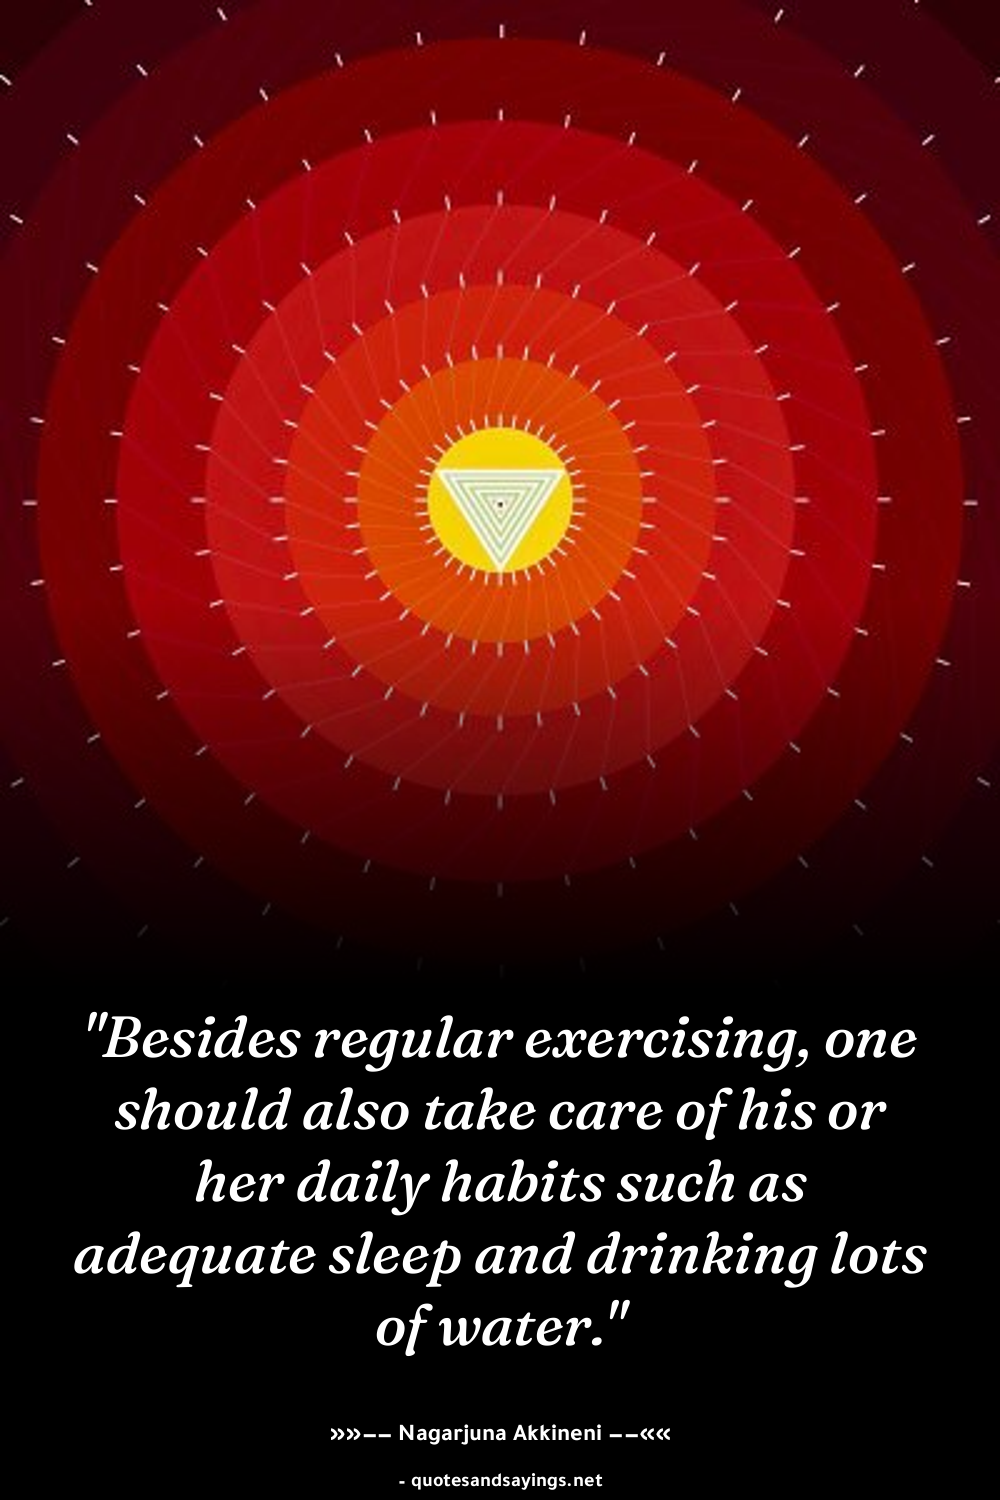 "Besides regular exercising, one
should also take care of his or
her daily habits such as
adequate sleep and drinking lots
of water."
»»–– Nagarjuna Akkineni ––««
- quotesandsayings.net